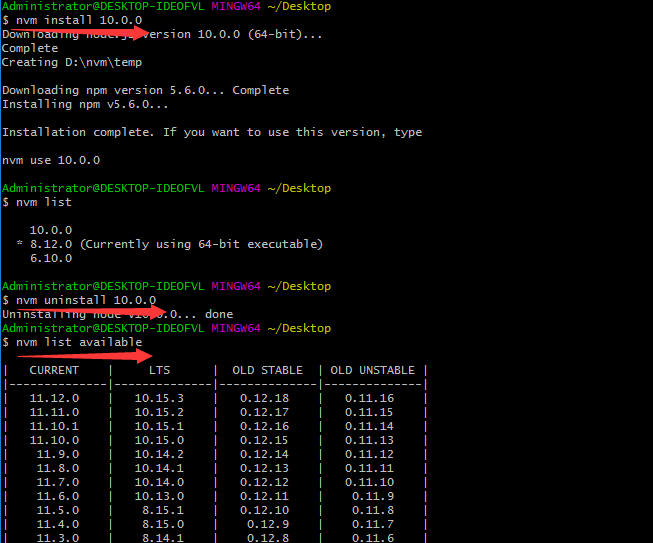 Administrator@DESKTOP-IDEOFVL MINGW64 ~/Desktop
$ nvm install 10.0.0
Downloading node.js version 10.0.0 (64-bit)...
Complete
Creating D:\nvm\temp
Downloading npm version 5.6.0... Complete
Installing npm v5.6.0...
Installation complete. If you want to use this version, type
nvm use 10.0.0
Administrator@DESKTOP-IDEOFVL MINGW64 ~/Desktop
$ nvm list
10.0.0
* 8.12.0 (Currently using 64-bit executable)
6.10.0
Administrator@DESKTOP-IDEOFVL MINGW64 ~/Desktop
$ nvm uninstall 10.0.0
Uninstalling node v10.0.0... done
Administrator@DESKTOP-IDEOFVL MINGW64 ~/Desktop
$ nvm list available
| CURRENT | LTS | OLD STABLE | OLD UNSTABLE |
|--------------|--------------|--------------|--------------|
| 11.12.0 | 10.15.3 | 0.12.18 | 0.11.16 |
| 11.11.0 | 10.15.2 | 0.12.17 | 0.11.15 |
| 11.10.1 | 10.15.1 | 0.12.16 | 0.11.14 |
| 11.10.0 | 10.15.0 | 0.12.15 | 0.11.13 |
| 11.9.0 | 10.14.2 | 0.12.14 | 0.11.12 |
| 11.8.0 | 10.14.1 | 0.12.13 | 0.11.11 |
| 11.7.0 | 10.14.0 | 0.12.12 | 0.11.10 |
| 11.6.0 | 10.13.0 | 0.12.11 | 0.11.9 |
| 11.5.0 | 8.15.1 | 0.12.10 | 0.11.8 |
| 11.4.0 | 8.15.0 | 0.12.9 | 0.11.7 |
| 11.3.0 | 8.14.1 | 0.12.8 | 0.11.6 |